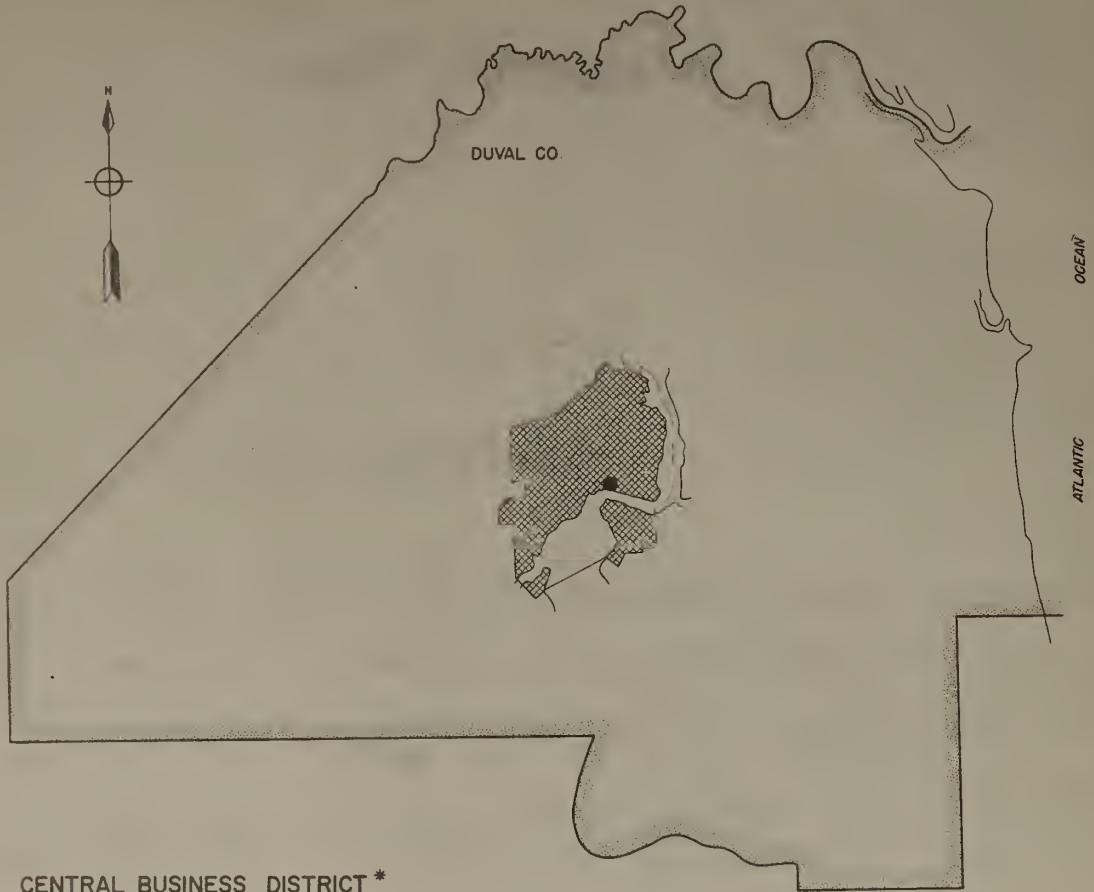 N
DUVAL CO.
OCEAN
ATLANTIC
CENTRAL BUSINESS DISTRICT *